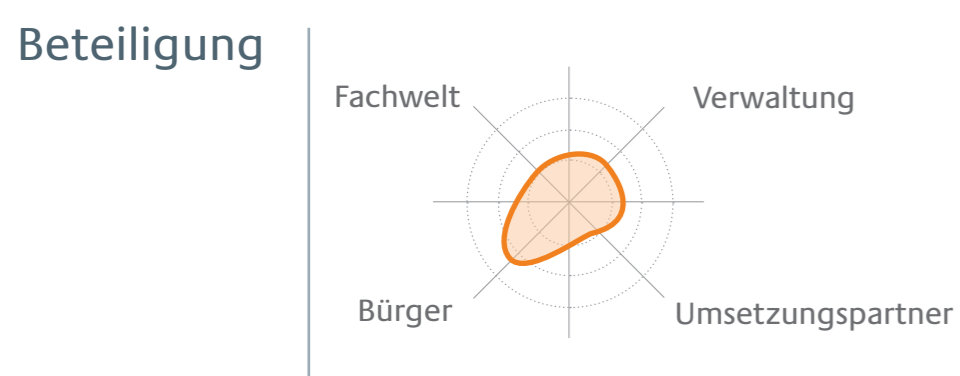 Beteiligung
Fachwelt
Verwaltung
Bürger
Umsetzungspartner